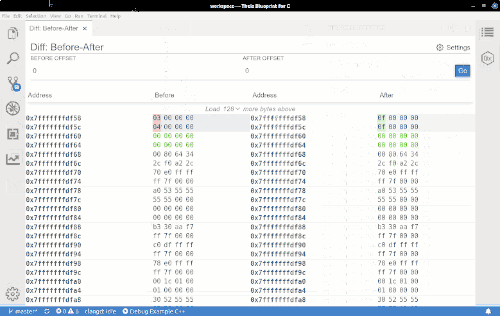 workspace — Theia Blueprint for C
File Edit Selection View Go Run Terminal Help
Diff: Before-After ×
Diff: Before-After
Settings
BEFORE OFFSET AFTER OFFSET
0 - 0 Go
Address Before Address After
Load 128 more bytes above
0x7fffffffdf58 03 00 00 00 0x7fffffffdf58 0f 00 00 00
0x7fffffffdf5c 04 00 00 00 0x7fffffffdf5c 0f 00 00 00
0x7fffffffdf60 00 00 00 00 0x7fffffffdf60 00 00 00 00
0x7fffffffdf64 00 00 00 00 0x7fffffffdf64 00 00 00 00
0x7fffffffdf68 00 80 64 34 0x7fffffffdf68 00 80 64 34
0x7fffffffdf6c 2c f0 a2 2c 0x7fffffffdf6c 2c f0 a2 2c
0x7fffffffdf70 70 e0 ff ff 0x7fffffffdf70 70 e0 ff ff
0x7fffffffdf74 ff 7f 00 00 0x7fffffffdf74 ff 7f 00 00
0x7fffffffdf78 a0 53 55 55 0x7fffffffdf78 a0 53 55 55
0x7fffffffdf7c 55 55 00 00 0x7fffffffdf7c 55 55 00 00
0x7fffffffdf80 00 00 00 00 0x7fffffffdf80 00 00 00 00
0x7fffffffdf84 00 00 00 00 0x7fffffffdf84 00 00 00 00
0x7fffffffdf88 b3 30 aa f7 0x7fffffffdf88 b3 30 aa f7
0x7fffffffdf8c ff 7f 00 00 0x7fffffffdf8c ff 7f 00 00
0x7fffffffdf90 c0 df ff ff 0x7fffffffdf90 c0 df ff ff
0x7fffffffdf94 ff 7f 00 00 0x7fffffffdf94 ff 7f 00 00
0x7fffffffdf98 78 e0 ff ff 0x7fffffffdf98 78 e0 ff ff
0x7fffffffdf9c ff 7f 00 00 0x7fffffffdf9c ff 7f 00 00
0x7fffffffdfa0 00 1c 01 00 0x7fffffffdfa0 00 1c 01 00
0x7fffffffdfa4 01 00 00 00 0x7fffffffdfa4 01 00 00 00
0x7fffffffdfa8 30 52 55 55 0x7fffffffdfa8 30 52 55 55
master* 0 5 clangd: idle Debug Example C++